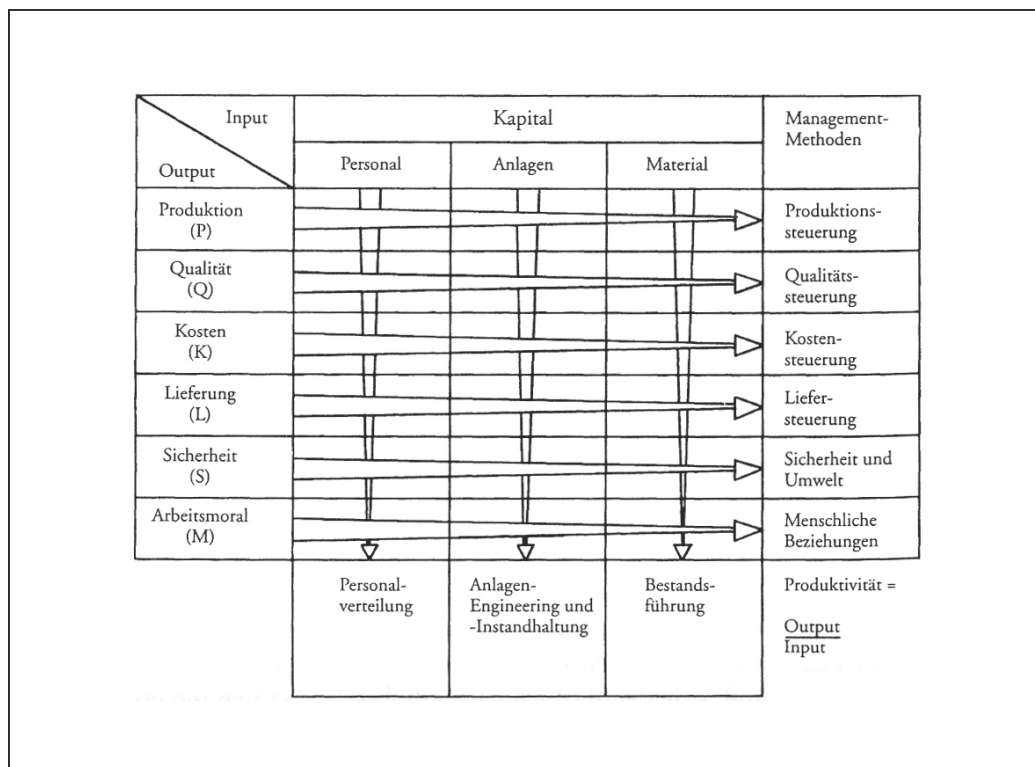 Input
Output
Kapital
Management-
Methoden
Personal
Anlagen
Material
Produktion
(P)
Produktions-
steuerung
Qualität
(Q)
Qualitäts-
steuerung
Kosten
(K)
Kosten-
steuerung
Lieferung
(L)
Liefer-
steuerung
Sicherheit
(S)
Sicherheit und
Umwelt
Arbeitsmoral
(M)
Menschliche
Beziehungen
Personal-
verteilung
Anlagen-
Engineering und
-Instandhaltung
Bestands-
führung
Produktivität =
Output
Input